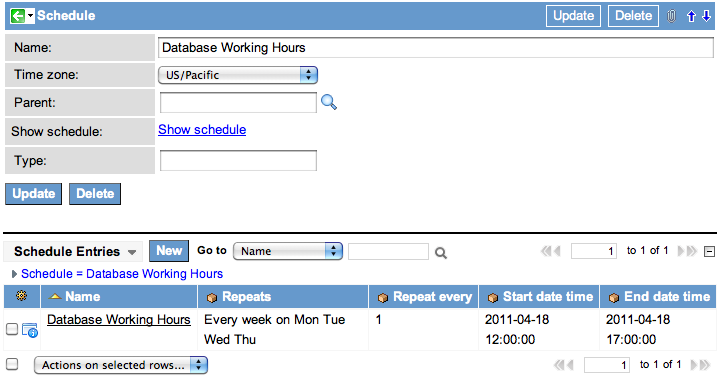 Schedule Update Delete
Name: Database Working Hours
Time zone: US/Pacific
Parent:
Show schedule: Show schedule
Type:
Update Delete
Schedule Entries New Go to Name 1 to 1 of 1
Schedule = Database Working Hours
Name Repeats Repeat every Start date time End date time
Database Working Hours Every week on Mon Tue 1 2011-04-18 2011-04-18
Wed Thu 12:00:00 17:00:00
Actions on selected rows... 1 to 1 of 1